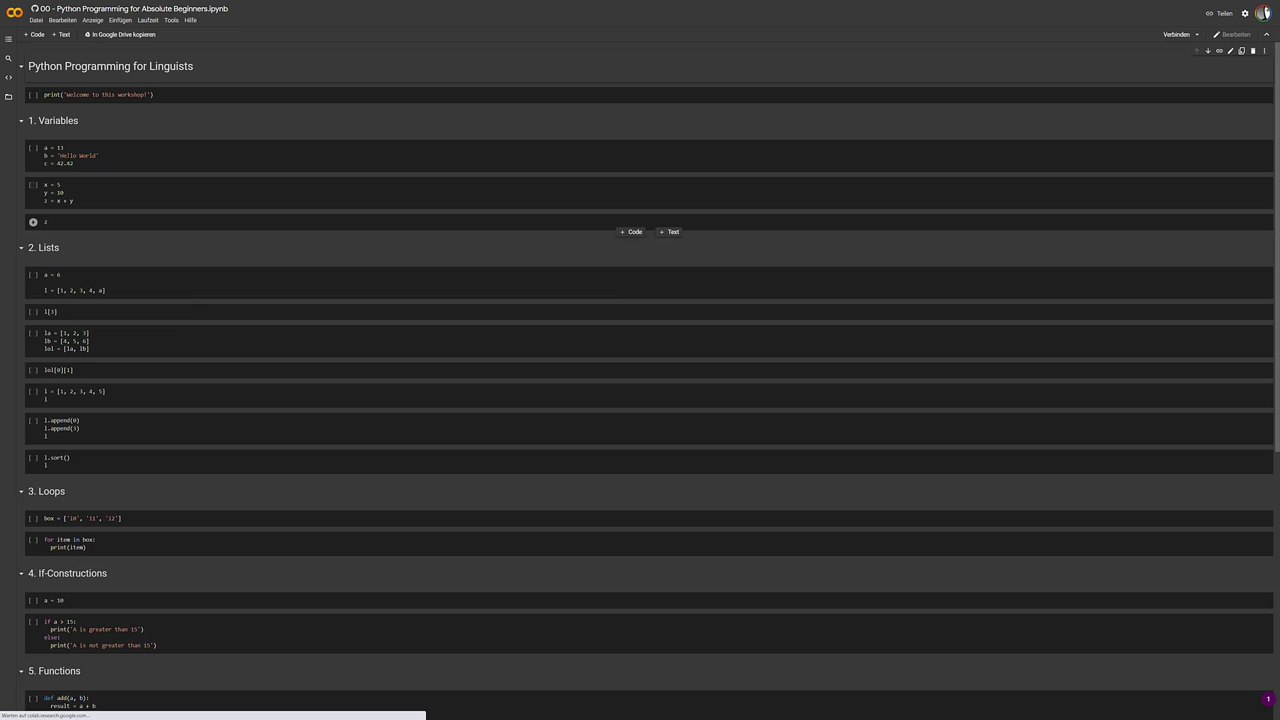 00 - Python Programming for Absolute Beginners.ipynb
Datei Bearbeiten Anzeige Einfügen Laufzeit Tools Hilfe
Teilen
+ Code + Text In Google Drive kopieren
Verbinden
Bearbeiten
Python Programming for Linguists
[ ] print('Welcome to this workshop!')
1. Variables
[ ] a = 13
b = 'Hello World'
c = 42.42
[ ] x = 5
y = 10
z = x + y
z
+ Code + Text
2. Lists
[ ] a = 6
l = [1, 2, 3, 4, a]
[ ] l[3]
[ ] la = [1, 2, 3]
lb = [4, 5, 6]
lol = [la, lb]
[ ] lol[0][1]
[ ] l = [1, 2, 3, 4, 5]
l
[ ] l.append(0)
l.append(3)
l
[ ] l.sort()
l
3. Loops
[ ] box = ['i0', 'i1', 'i2']
[ ] for item in box:
print(item)
4. If-Constructions
[ ] a = 10
[ ] if a > 15:
print('A is greater than 15')
else:
print('A is not greater than 15')
5. Functions
[ ] def add(a, b):
result = a + b
1
Warten auf colab.research.google.com...